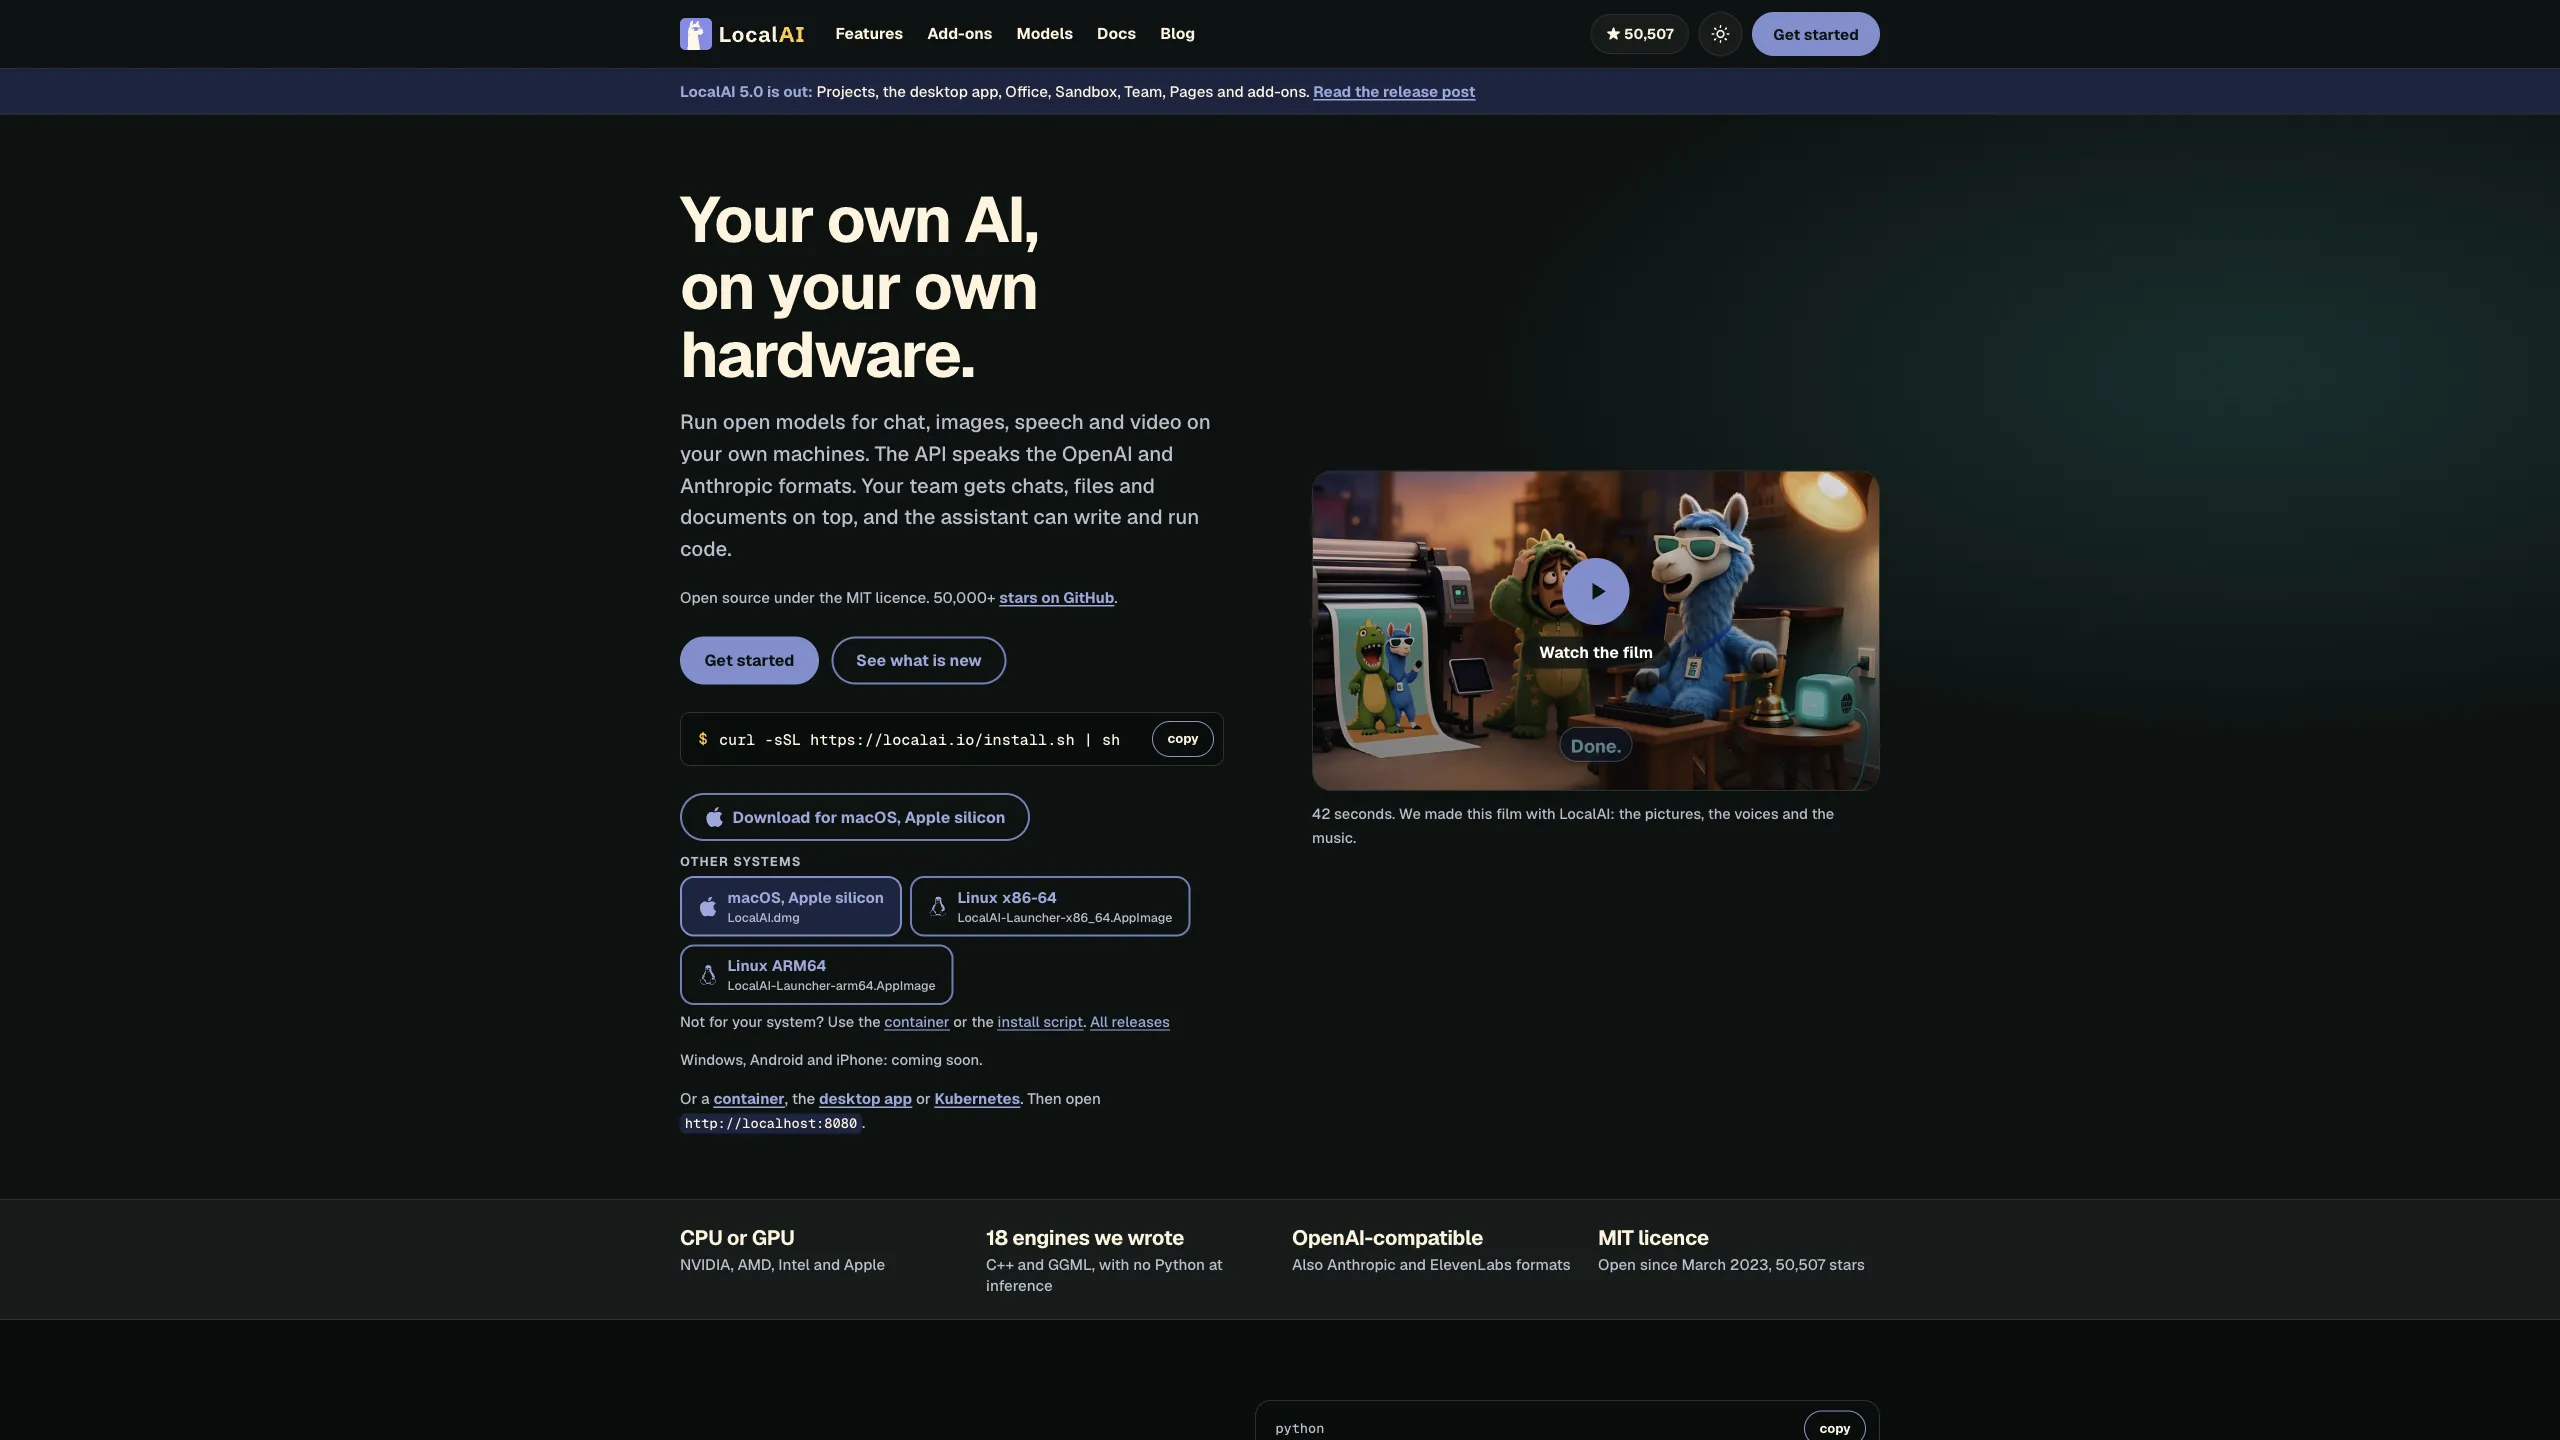 LocalAI Features Add-ons Models Docs Blog ★ 50,507 Get started
LocalAI 5.0 is out: Projects, the desktop app, Office, Sandbox, Team, Pages and add-ons. Read the release post
Your own AI,
on your own
hardware.
Run open models for chat, images, speech and video on
your own machines. The API speaks the OpenAI and
Anthropic formats. Your team gets chats, files and
documents on top, and the assistant can write and run
code.
Open source under the MIT licence. 50,000+ stars on GitHub.
Get started See what is new
$ curl -sSL https://localai.io/install.sh | sh copy
Download for macOS, Apple silicon
OTHER SYSTEMS
macOS, Apple silicon
LocalAI.dmg
Linux x86-64
LocalAI-Launcher-x86_64.AppImage
Linux ARM64
LocalAI-Launcher-arm64.AppImage
Not for your system? Use the container or the install script. All releases
Windows, Android and iPhone: coming soon.
Or a container, the desktop app or Kubernetes. Then open
http://localhost:8080.
Watch the film
Done.
42 seconds. We made this film with LocalAI: the pictures, the voices and the
music.
CPU or GPU
NVIDIA, AMD, Intel and Apple
18 engines we wrote
C++ and GGML, with no Python at
inference
OpenAI-compatible
Also Anthropic and ElevenLabs formats
MIT licence
Open since March 2023, 50,507 stars
python copy